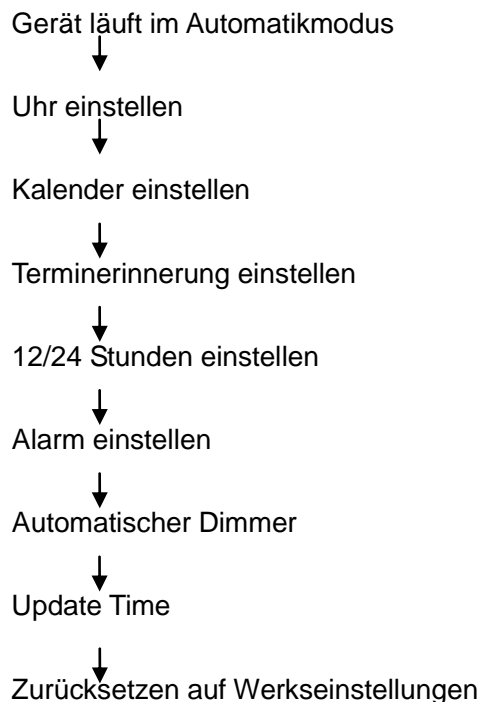 Gerät läuft im Automatikmodus
Uhr einstellen
Kalender einstellen
Terminerinnerung einstellen
12/24 Stunden einstellen
Alarm einstellen
Automatischer Dimmer
Update Time
Zurücksetzen auf Werkseinstellungen